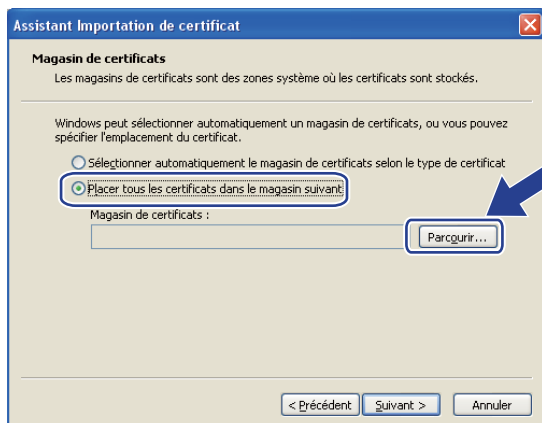 Assistant Importation de certificat
Magasin de certificats
Les magasins de certificats sont des zones système où les certificats sont stockés.
Windows peut sélectionner automatiquement un magasin de certificats, ou vous pouvez
spécifier l'emplacement du certificat.
Sélectionner automatiquement le magasin de certificats selon le type de certificat
Placer tous les certificats dans le magasin suivant
Magasin de certificats :
Parcourir...
< Précédent
Suivant >
Annuler